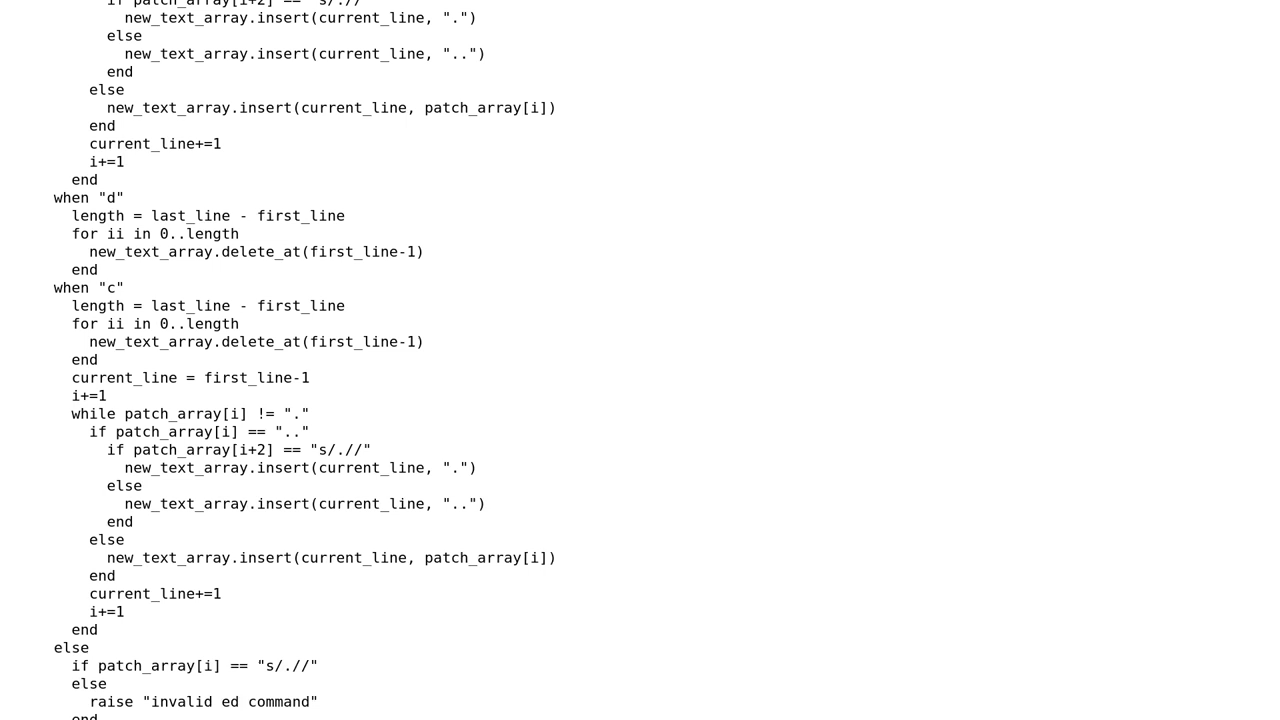 if patch_array[i+2] == "s/.//"
          new_text_array.insert(current_line, ".")
        else
          new_text_array.insert(current_line, "..")
        end
      else
        new_text_array.insert(current_line, patch_array[i])
      end
      current_line+=1
      i+=1
    end
  when "d"
    length = last_line - first_line
    for ii in 0..length
      new_text_array.delete_at(first_line-1)
    end
  when "c"
    length = last_line - first_line
    for ii in 0..length
      new_text_array.delete_at(first_line-1)
    end
    current_line = first_line-1
    i+=1
    while patch_array[i] != "."
      if patch_array[i] == ".."
        if patch_array[i+2] == "s/.//"
          new_text_array.insert(current_line, ".")
        else
          new_text_array.insert(current_line, "..")
        end
      else
        new_text_array.insert(current_line, patch_array[i])
      end
      current_line+=1
      i+=1
    end
  else
    if patch_array[i] == "s/.//"
    else
      raise "invalid ed command"
    end